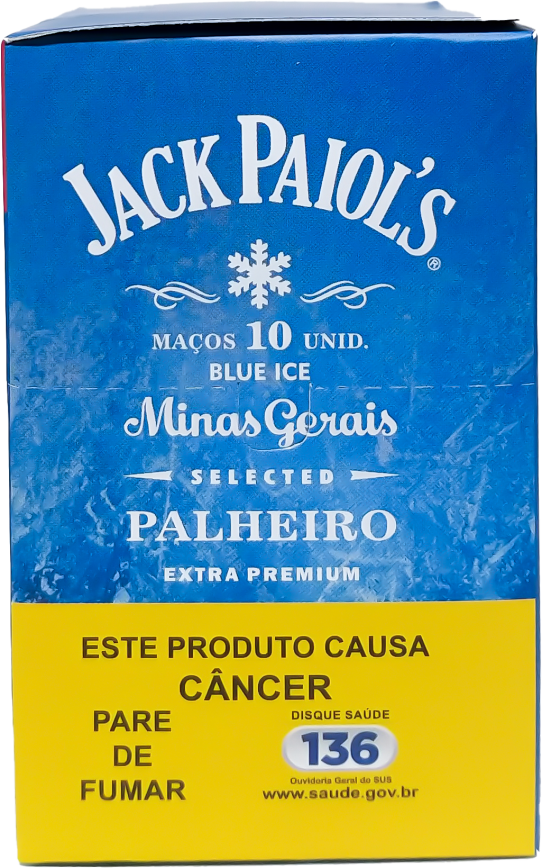 JACK PAIOL'S®
MAÇOS 10 UNID.
BLUE ICE
Minas Gerais
SELECTED
PALHEIRO
EXTRA PREMIUM
ESTE PRODUTO CAUSA
CÂNCER
PARE
DE
FUMAR
DISQUE SAÚDE
136
Ouvidoria Geral do SUS
www.saude.gov.br